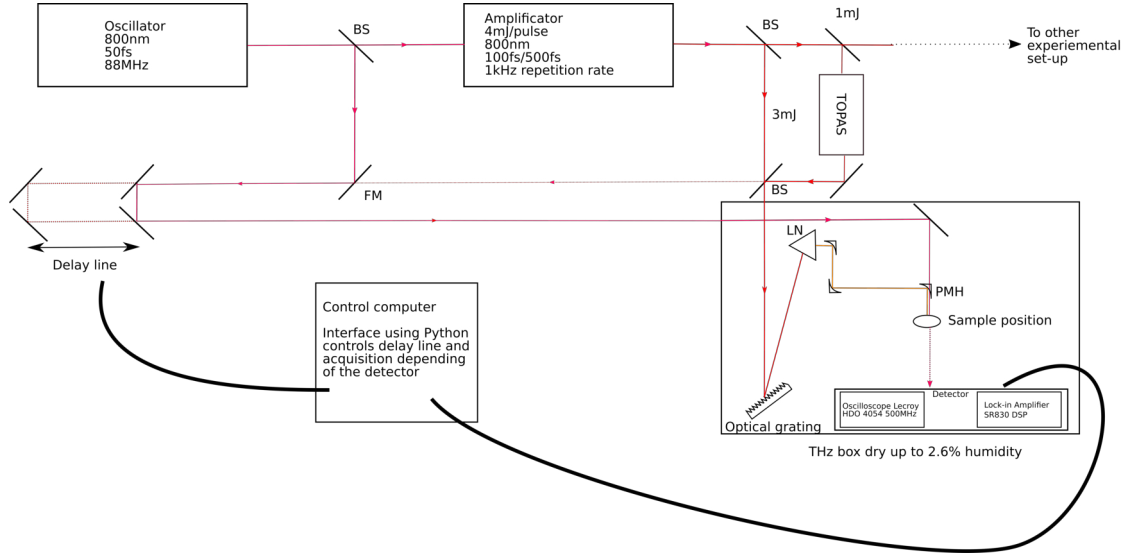 Oscillator
800nm
50fs
88MHz
BS
Amplificator
4mJ/pulse
800nm
100fs/500fs
1kHz repetition rate
BS
1mJ
To other
experiemental
set-up
TOPAS
3mJ
FM
BS
Delay line
LN
PMH
Sample position
Control computer
Interface using Python
controls delay line and
acquisition depending
of the detector
Optical grating
Detector
Oscilloscope Lecroy
HDO 4054 500MHz
Lock-in Amplifier
SR830 DSP
THz box dry up to 2.6% humidity